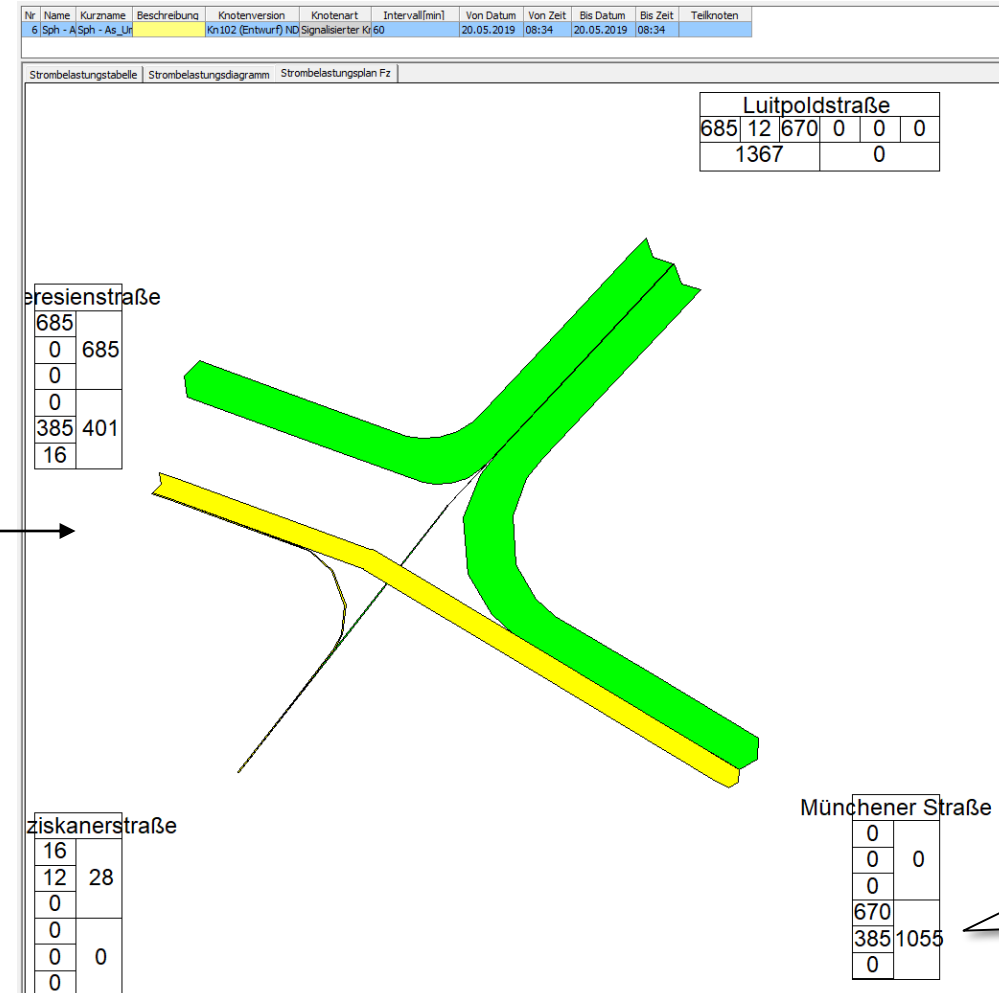 Nr Name Kurzname Beschreibung Knotenversion Knotenart Intervall[min] Von Datum Von Zeit Bis Datum Bis Zeit Teilknoten
6 Sph - A Sph - As_Ur Kn102 (Entwurf) ND Signalisierter Kr 60 20.05.2019 08:34 20.05.2019 08:34
Strombelastungstabelle Strombelastungsdiagramm Strombelastungsplan Fz
Luitpoldstraße
685 12 670 0 0 0
1367 0
eresienstraße
685
0 685
0
0
385 401
16
ziskanerstraße
16
12 28
0
0
0 0
0
Münchener Straße
0
0 0
0
670
385 1055
0